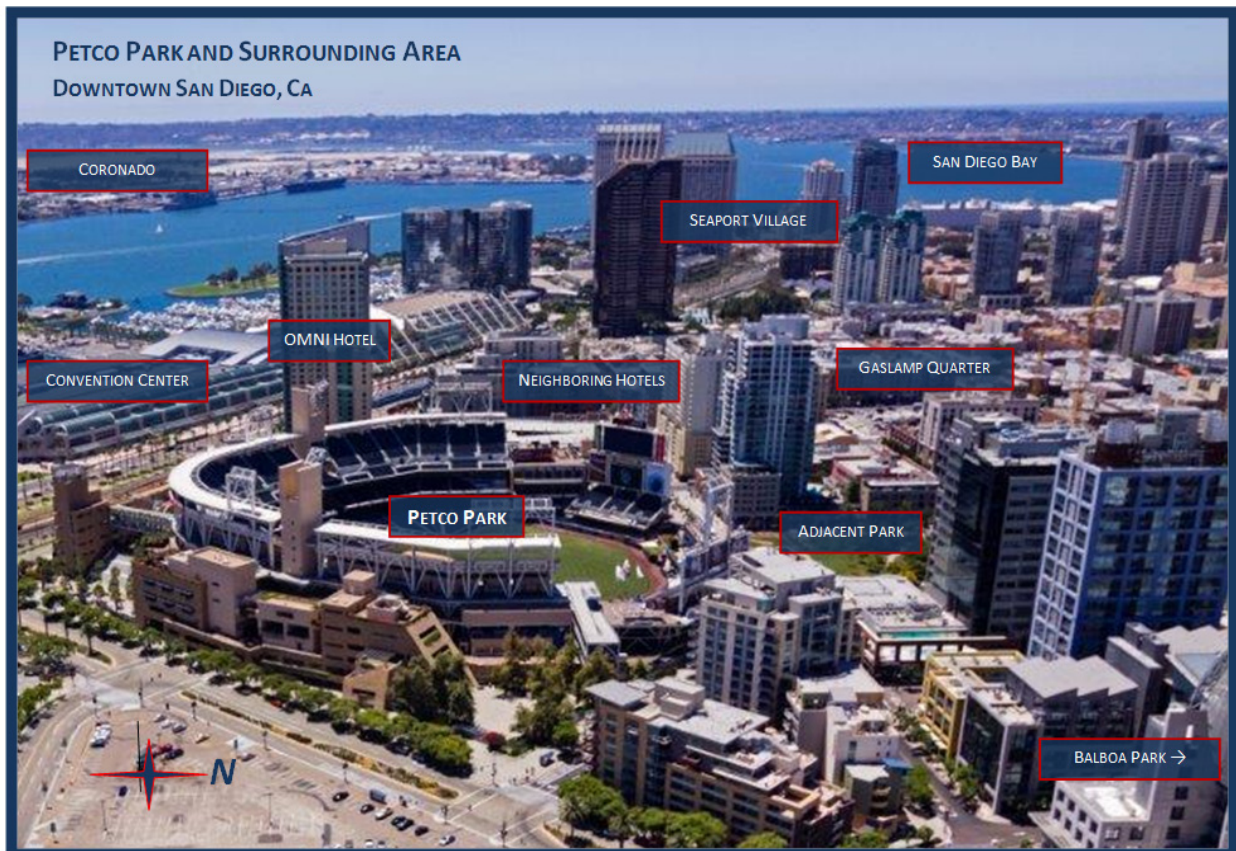 PETCO PARK AND SURROUNDING AREA
DOWNTOWN SAN DIEGO, CA
CORONADO
SAN DIEGO BAY
SEAPORT VILLAGE
OMNI HOTEL
CONVENTION CENTER
NEIGHBORING HOTELS
GASLAMP QUARTER
PETCO PARK
ADJACENT PARK
BALBOA PARK →
N